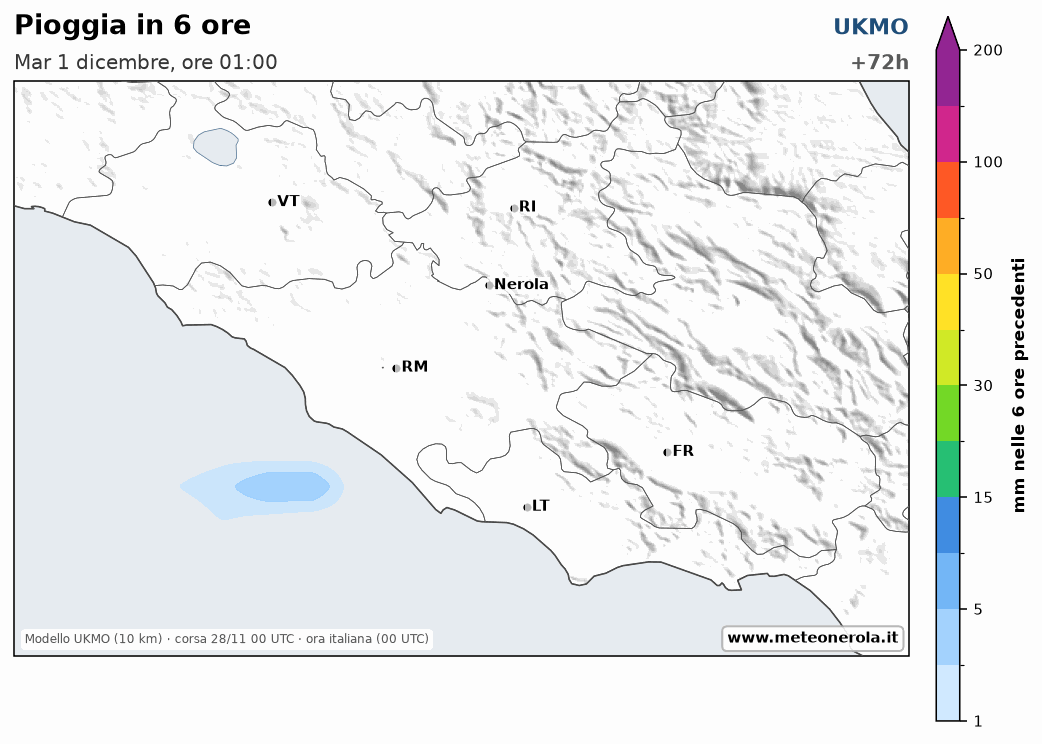 Pioggia in 6 ore
UKMO
Mar 1 dicembre, ore 01:00
+72h
200
100
50
30
15
5
1
mm nelle 6 ore precedenti
VT
RI
Nerola
RM
FR
LT
Modello UKMO (10 km) · corsa 28/11 00 UTC · ora italiana (00 UTC)
www.meteonerola.it